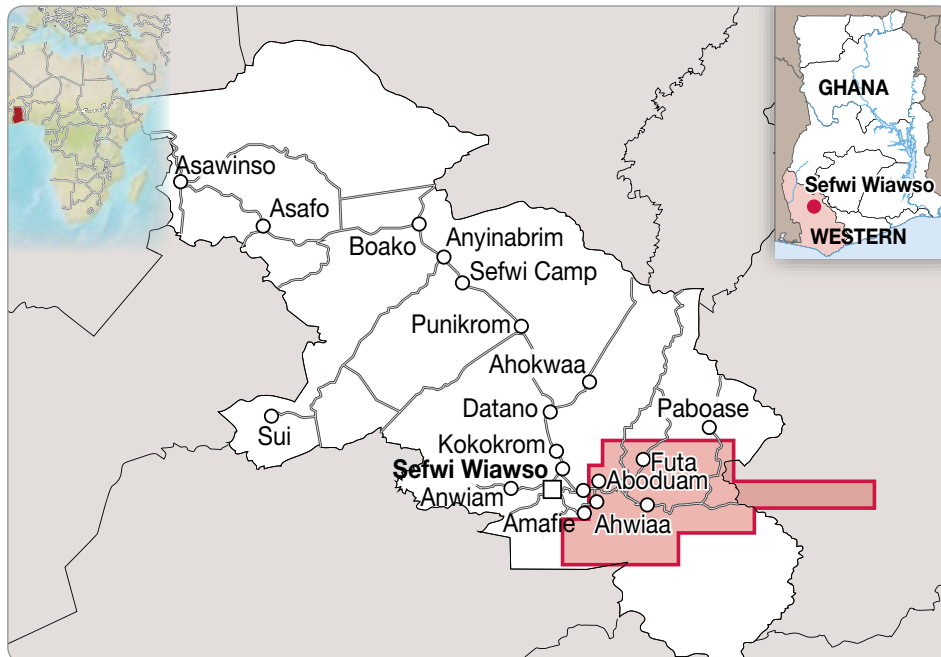 GHANA
Sefwi Wiawso
WESTERN
Asawinso
Asafo
Boako
Anyinabrim
Sefwi Camp
Punikrom
Ahokwaa
Datano
Paboase
Sui
Kokokrom
Sefwi Wiawso
Futa
Aboduam
Anwiam
Amafie
Ahwiaa